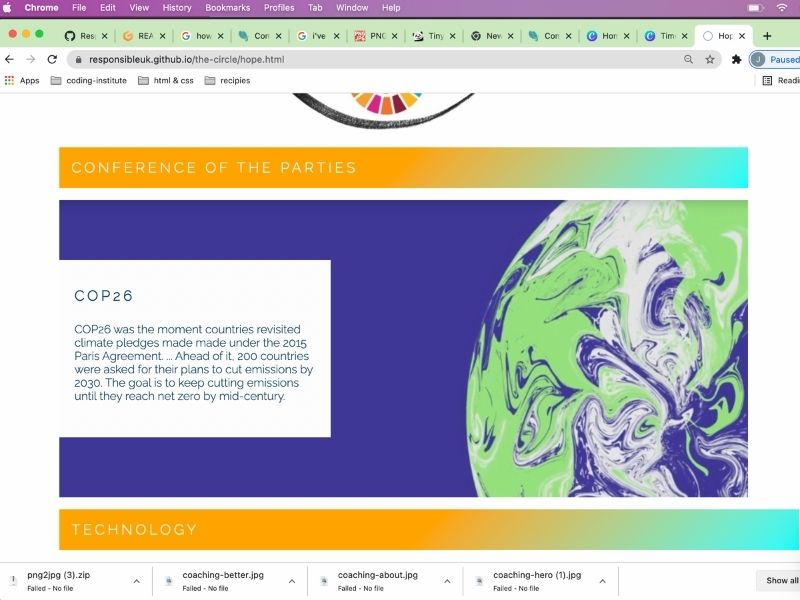 Chrome File Edit View History Bookmarks Profiles Tab Window Help
Res REA how Con i've PNG Tiny New Con Hom Time Hop
responsibleuk.github.io/the-circle/hope.html Paused
Apps coding-institute html & css recipies Readi
CONFERENCE OF THE PARTIES
COP26
COP26 was the moment countries revisited
climate pledges made made under the 2015
Paris Agreement. ... Ahead of it, 200 countries
were asked for their plans to cut emissions by
2030. The goal is to keep cutting emissions
until they reach net zero by mid-century.
TECHNOLOGY
png2jpg (3).zip coaching-better.jpg coaching-about.jpg coaching-hero (1).jpg Show all
Failed - No file Failed - No file Failed - No file Failed - No file